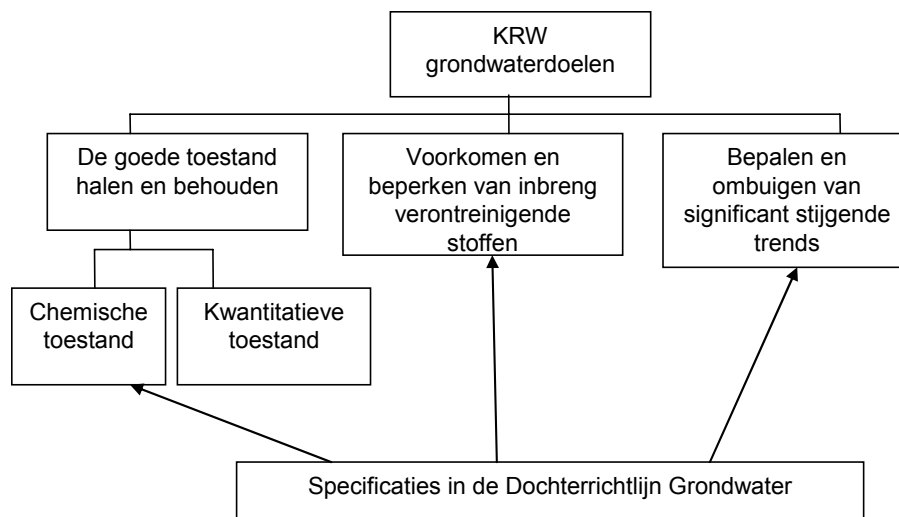 KRW
grondwaterdoelen
De goede toestand
halen en behouden
Voorkomen en
beperken van inbreng
verontreinigende
stoffen
Bepalen en
ombuigen van
significant stijgende
trends
Chemische
toestand
Kwantitatieve
toestand
Specificaties in de Dochterrichtlijn Grondwater